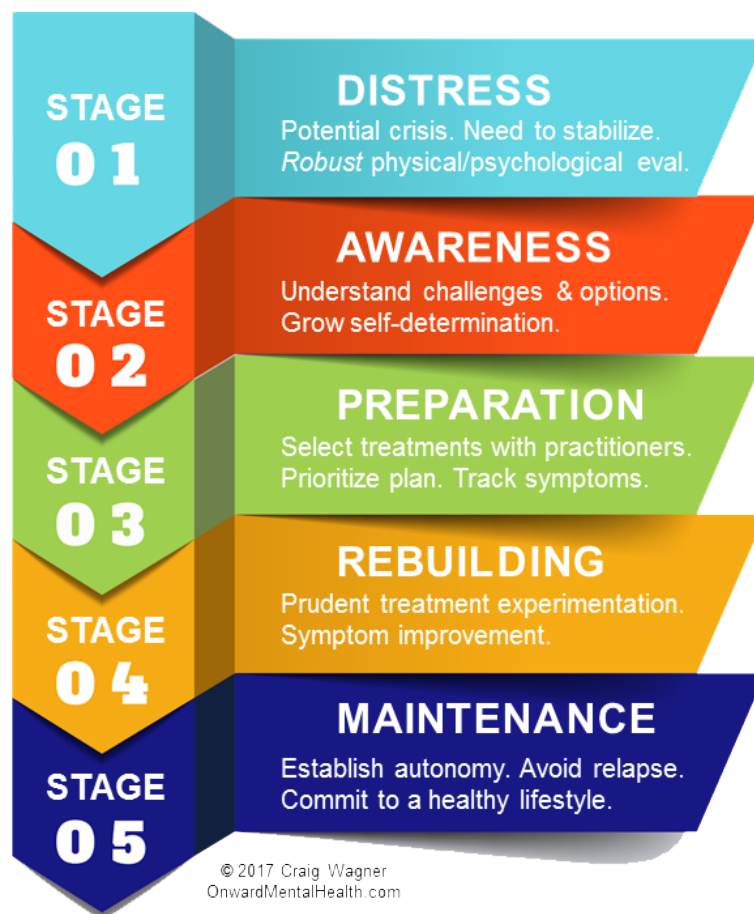 STAGE
01
DISTRESS
Potential crisis. Need to stabilize.
Robust physical/psychological eval.
STAGE
02
AWARENESS
Understand challenges & options.
Grow self-determination.
STAGE
03
PREPARATION
Select treatments with practitioners.
Prioritize plan. Track symptoms.
STAGE
04
REBUILDING
Prudent treatment experimentation.
Symptom improvement.
STAGE
05
MAINTENANCE
Establish autonomy. Avoid relapse.
Commit to a healthy lifestyle.
© 2017 Craig Wagner
OnwardMentalHealth.com